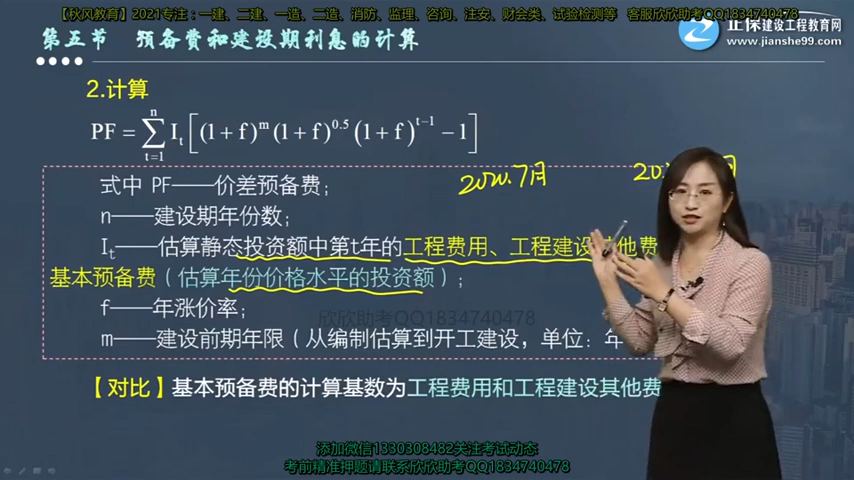 【秋风教育】2021专注：一建、二建、一造、二造、消防、监理、咨询、注安、财会类、试验检测等 客服欣欣助考QQ1834740478
正保建设工程教育网
www.jianshe99.com
第五节 预备费和建设期利息的计算
2.计算
PF = ∑_{t=1}^{n} I_t [(1+f)^m (1+f)^{0.5} (1+f)^{t-1} - 1]
2020.7月
式中 PF——价差预备费；
n——建设期年份数；
I_t——估算静态投资额中第t年的工程费用、工程建设其他费
基本预备费（估算年份价格水平的投资额）；
f——年涨价率；
欣欣助考QQ1834740478
m——建设前期年限（从编制估算到开工建设，单位：年
【对比】基本预备费的计算基数为工程费用和工程建设其他费
添加微信1330308482关注考试动态
考前精准押题请联系欣欣助考QQ1834740478